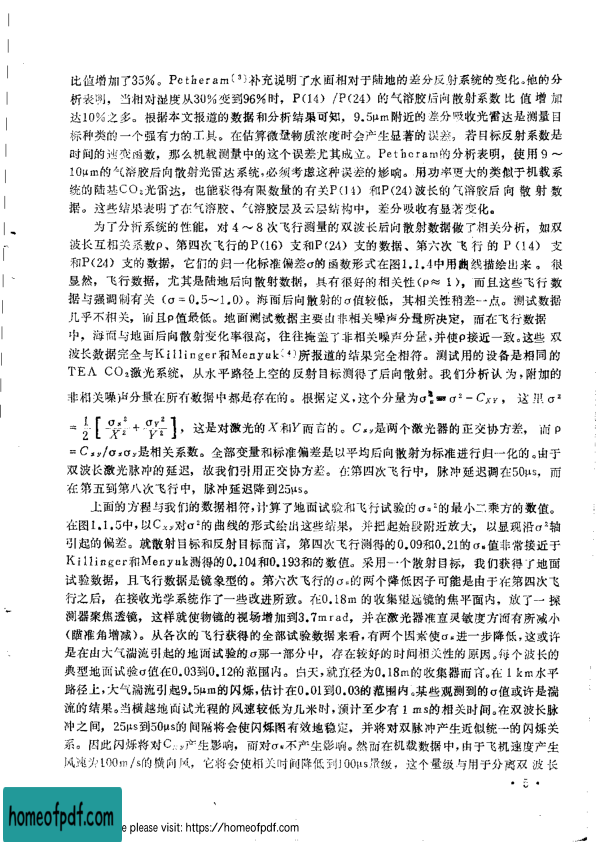 比值增加了35%。Petheram〔3〕补充说明了水面相对于陆地的差分反射系统的变化。他的分
析表明，当相对湿度从30%变到96%时，P(14)/P(24)的气溶胶后向散射系数比值增加
达10%之多。根据本文报道的数据和分析结果可知，9.5μm附近的差分吸收光雷达是测量目
标种类的一个强有力的工具。在估算微量物质浓度时会产生显著的误差。若目标反射系数是
时间的速变函数，那么机载测量中的这个误差尤其成立。Petheram的分析表明，使用9～
10μm的气溶胶后向散射光雷达系统，必须考虑这种误差的影响。用功率更大的类似于机载系
统的陆基CO₂光雷达，也能获得有限数量的有关P(14)和P(24)波长的气溶胶后向散射数
据。这些结果表明了在气溶胶、气溶胶层及云层结构中，差分吸收有显著变化。
为了分析系统的性能，对4～8次飞行测量的双波长后向散射数据做了相关分析，如双
波长互相关系数ρ、第四次飞行的P(16)支和P(24)支的数据、第六次飞行的P(14)支
和P(24)支的数据，它们的归一化标准偏差σ的函数形式在图1.1.4中用曲线描绘出来。很
显然，飞行数据，尤其是陆地后向散射数据，具有很好的相关性(ρ≈1)，而且这些飞行数
据与强调制有关(σ=0.5～1.0)。海面后向散射的σ值较低，其相关性稍差一点。测试数据
几乎不相关，而且ρ值最低。地面测试数据主要由非相关噪声分量所决定，而在飞行数据
中，海面与地面后向散射变化率很高，往往掩盖了非相关噪声分量，并使ρ接近一致。这些双
波长数据完全与Killinger和Menyuk〔4〕所报道的结果完全相符。测试用的设备是相同的
TEA CO₂激光系统，从水平路径上空的反射目标测得了后向散射。我们分析认为，附加的
非相关噪声分量在所有数据中都是存在的。根据定义，这个分量为σₙ²=σ²-Cₓᵧ，这里σ²
=½[σₓ²/X̄²+σᵧ²/Ȳ²]，这是对激光的X和Y而言的。Cₓᵧ是两个激光器的正交协方差，而ρ
=Cₓᵧ/σₓσᵧ是相关系数。全部变量和标准偏差是以平均后向散射为标准进行归一化的。由于
双波长激光脉冲的延迟，故我们引用正交协方差。在第四次飞行中，脉冲延迟调在50μs，而
在第五到第八次飞行中，脉冲延迟降到25μs。
上面的方程与我们的数据相符，计算了地面试验和飞行试验的σₙ²的最小二乘方的数值。
在图1.1.5中，以Cₓᵧ对σ²的曲线的形式绘出这些结果，并把起始段附近放大，以显现沿σ²轴
引起的偏差。就散射目标和反射目标而言，第四次飞行测得的0.09和0.21的σₙ值非常接近于
Killinger和Menyuk测得的0.104和0.193和的数值。采用一个散射目标，我们获得了地面
试验数据，且飞行数据是镜象型的。第六次飞行的σₙ的两个降低因子可能是由于在第四次飞
行之后，在接收光学系统作了一些改进所致。在0.18m的收集望远镜的焦平面内，放了一探
测器聚焦透镜，这样就使物镜的视场增加到3.7mrad，并在激光器准直灵敏度方面有所减小
(瞄准角增减)。从各次的飞行获得的全部试验数据来看，有两个因素使σₙ进一步降低，这或许
是在由大气湍流引起的地面试验的σ那一部分中，存在较好的时间相关性的原因。每个波长的
典型地面试验σ值在0.03到0.12的范围内。白天，就直径为0.18m的收集器而言，在1km水平
路径上，大气湍流引起9.5μm的闪烁，估计在0.01到0.03的范围内。某些观测到的σ值或许是湍
流的结果。当横越地面试光程的风速较低为几米时，预计至少有1ms的相关时间。在双波长脉
冲之间，25μs到50μs的间隔将会使闪烁图有效地稳定，并将对双脉冲产生近似统一的闪烁关
系。因此闪烁将对Cₓᵧ产生影响，而对σₙ不产生影响。然而在机载数据中，由于飞机速度产生
风速为100m/s的横向风，它将会使相关时间降低到100μs量级，这个量级与用于分离双波长
·5·
homeofpdf.com
e please visit: https://homeofpdf.com